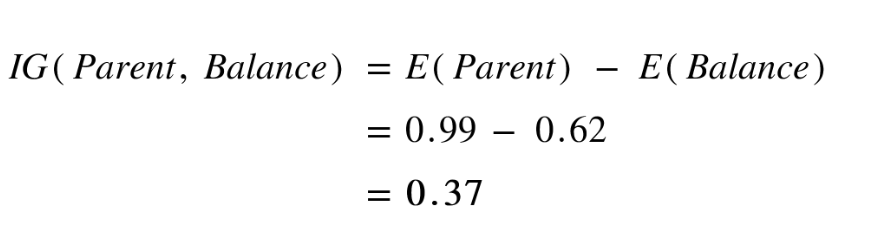 IG( Parent, Balance) = E( Parent) − E( Balance)
= 0.99 − 0.62
= 0.37